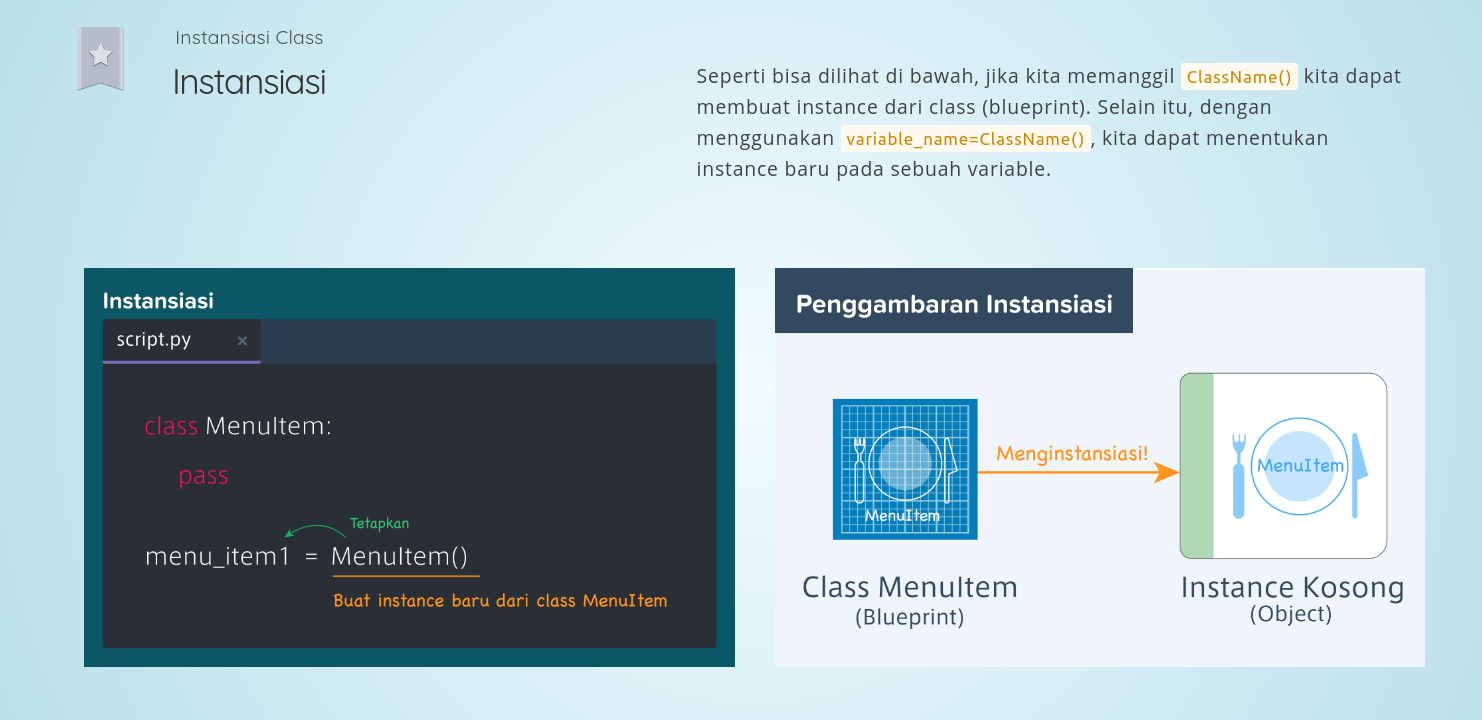 Instansiasi Class
Instansiasi
Seperti bisa dilihat di bawah, jika kita memanggil ClassName() kita dapat
membuat instance dari class (blueprint). Selain itu, dengan
menggunakan variable_name=ClassName(), kita dapat menentukan
instance baru pada sebuah variable.
Instansiasi
script.py ×
class MenuItem:
pass
Tetapkan
menu_item1 = MenuItem()
Buat instance baru dari class MenuItem
Penggambaran Instansiasi
MenuItem
Menginstansiasi!
MenuItem
Class MenuItem
(Blueprint)
Instance Kosong
(Object)